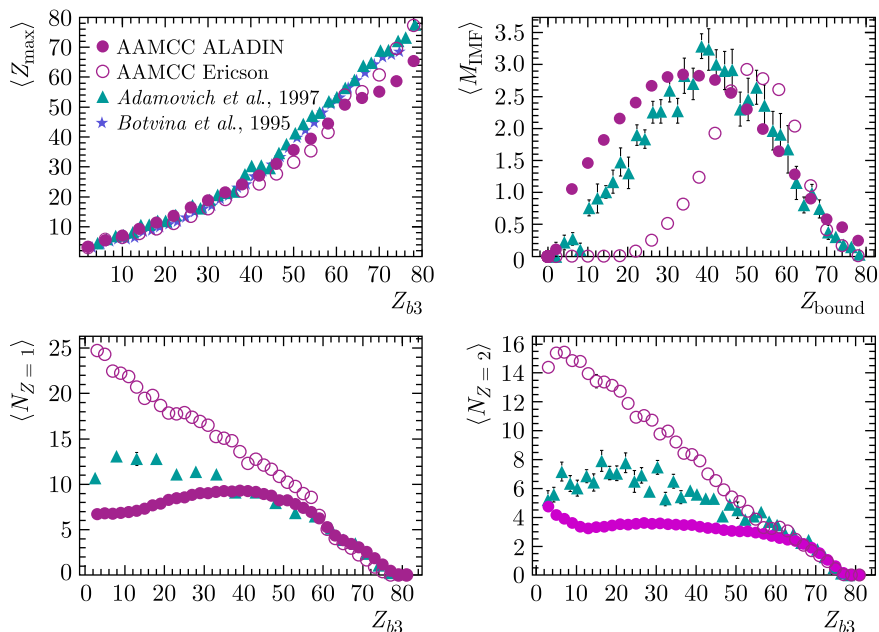 ⟨Z_max⟩
80
70
60
50
40
30
20
10
AAMCC ALADIN
AAMCC Ericson
Adamovich et al., 1997
Botvina et al., 1995
10 20 30 40 50 60 70 80
Z_b3
⟨M_IMF⟩
3.5
3.0
2.5
2.0
1.5
1.0
0.5
0.0
0 10 20 30 40 50 60 70 80
Z_bound
⟨N_Z = 1⟩
25
20
15
10
5
0
0 10 20 30 40 50 60 70 80
Z_b3
⟨N_Z = 2⟩
16
14
12
10
8
6
4
2
0
0 10 20 30 40 50 60 70 80
Z_b3